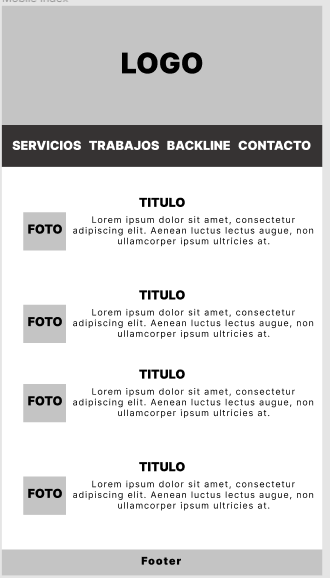 Mobile Index
LOGO
SERVICIOS TRABAJOS BACKLINE CONTACTO
TITULO
FOTO
Lorem ipsum dolor sit amet, consectetur
adipiscing elit. Aenean luctus lectus augue, non
ullamcorper ipsum ultricies at.
TITULO
FOTO
Lorem ipsum dolor sit amet, consectetur
adipiscing elit. Aenean luctus lectus augue, non
ullamcorper ipsum ultricies at.
TITULO
FOTO
Lorem ipsum dolor sit amet, consectetur
adipiscing elit. Aenean luctus lectus augue, non
ullamcorper ipsum ultricies at.
TITULO
FOTO
Lorem ipsum dolor sit amet, consectetur
adipiscing elit. Aenean luctus lectus augue, non
ullamcorper ipsum ultricies at.
Footer